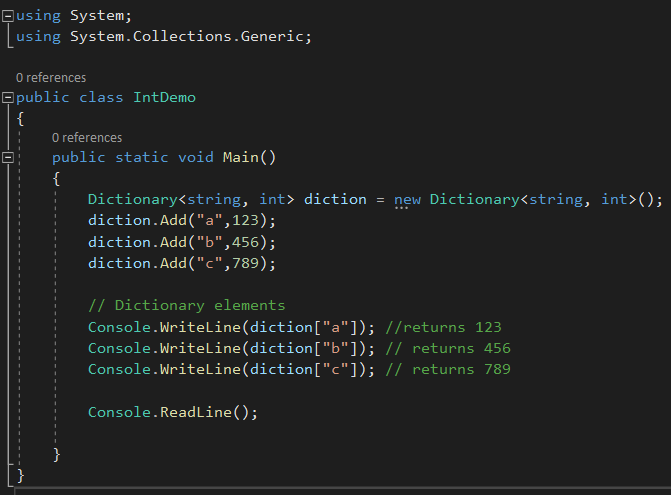 using System;
using System.Collections.Generic;
0 references
public class IntDemo
{
0 references
public static void Main()
{
Dictionary<string, int> diction = new Dictionary<string, int>();
diction.Add("a",123);
diction.Add("b",456);
diction.Add("c",789);
// Dictionary elements
Console.WriteLine(diction["a"]); //returns 123
Console.WriteLine(diction["b"]); // returns 456
Console.WriteLine(diction["c"]); // returns 789
Console.ReadLine();
}
}